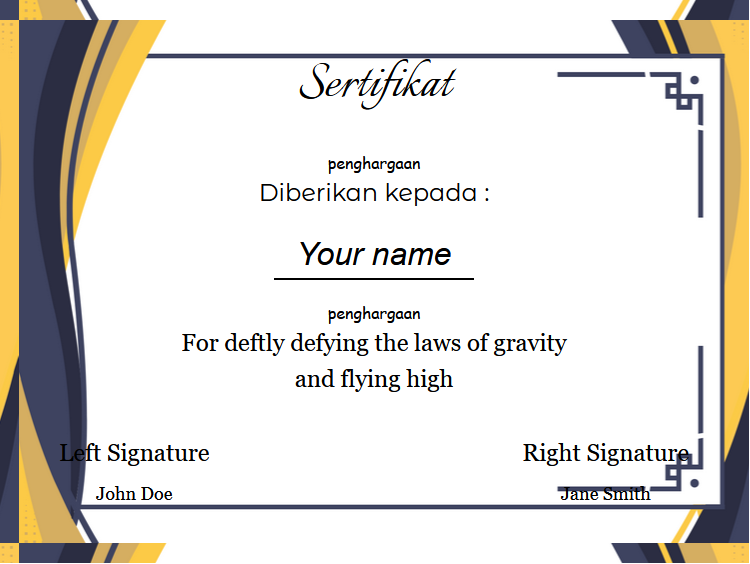 Sertifikat
penghargaan
Diberikan kepada :
Your name
penghargaan
For deftly defying the laws of gravity
and flying high
Left Signature
Right Signature
John Doe
Jane Smith